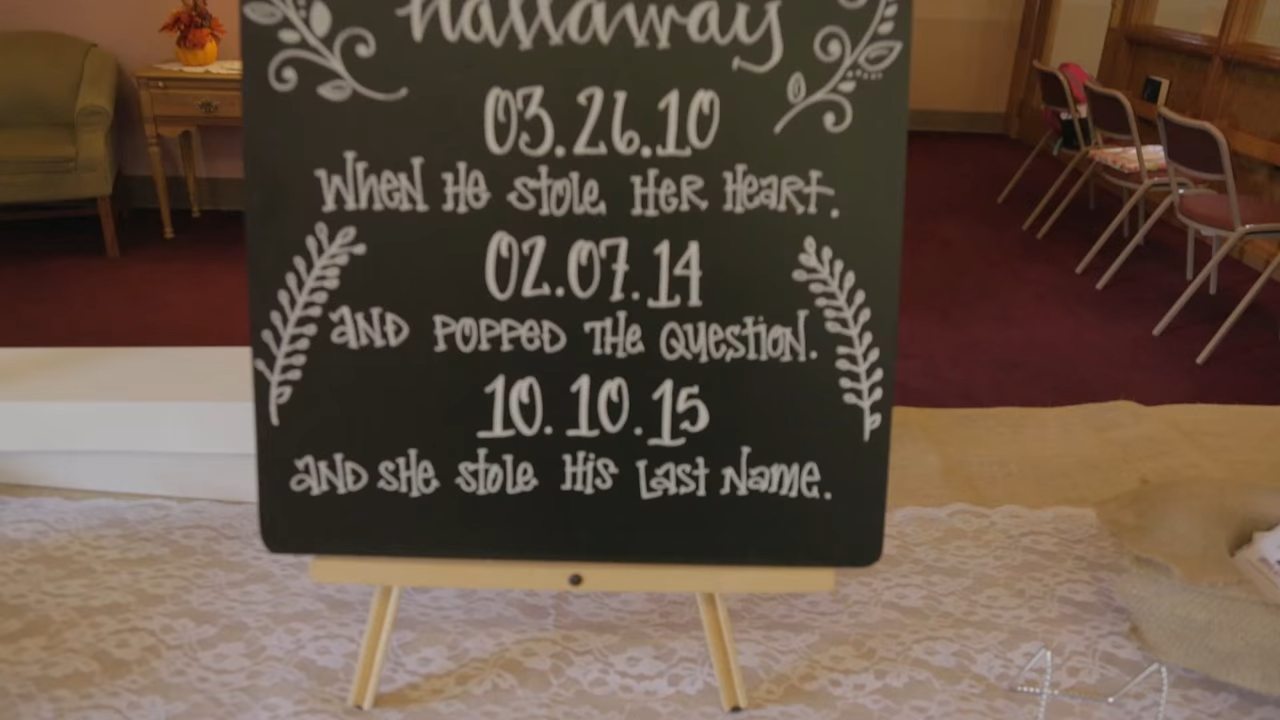 hallaway
03.26.10
When He stole Her Heart.
02.07.14
and popped the question.
10.10.15
and she stole His Last Name.